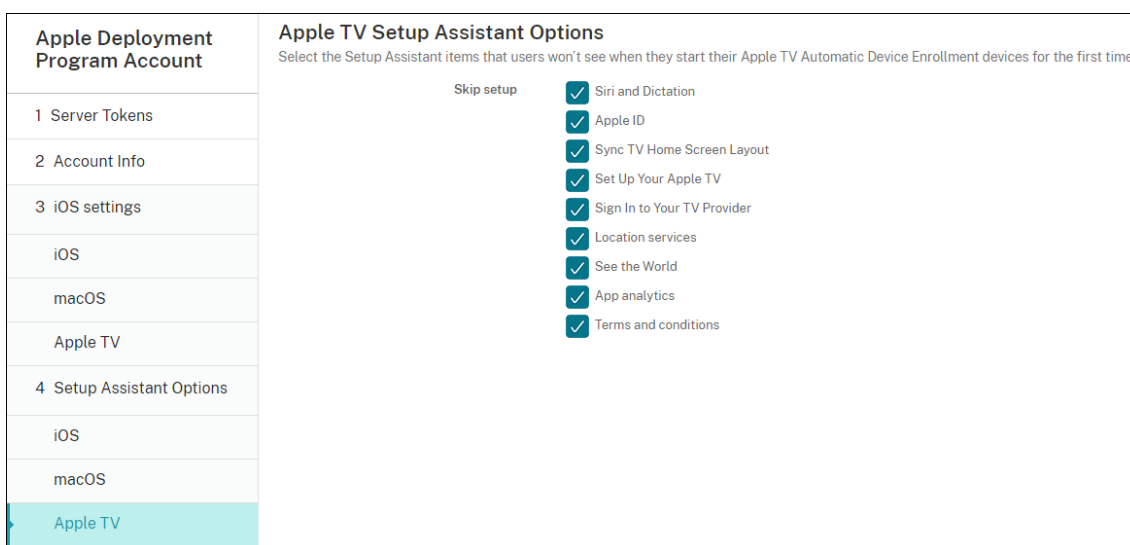 Apple Deployment
Program Account
1 Server Tokens
2 Account Info
3 iOS settings
iOS
macOS
Apple TV
4 Setup Assistant Options
iOS
macOS
Apple TV
Apple TV Setup Assistant Options
Select the Setup Assistant items that users won't see when they start their Apple TV Automatic Device Enrollment devices for the first time
Skip setup
Siri and Dictation
Apple ID
Sync TV Home Screen Layout
Set Up Your Apple TV
Sign In to Your TV Provider
Location services
See the World
App analytics
Terms and conditions